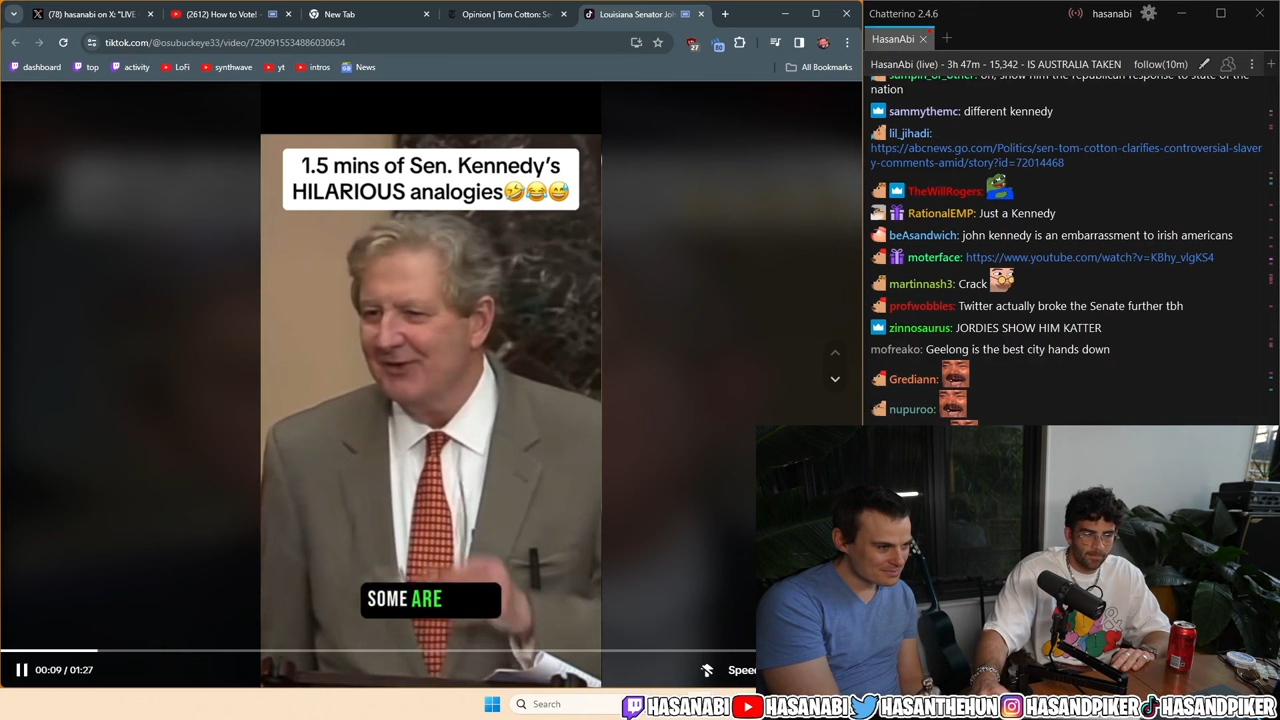 (78) hasanabi on X: "LIVE
(2612) How to Vote! -
New Tab
Opinion | Tom Cotton: Se
Louisiana Senator Joh
tiktok.com/@osubuckeye33/video/7290915534886030634
27
80
dashboard
top
activity
LoFi
synthwave
yt
intros
News
All Bookmarks
1.5 mins of Sen. Kennedy's
HILARIOUS analogies🤣😂😅
SOME ARE
00:09 / 01:27
Speed
Search
Chatterino 2.4.6
hasanabi
HasanAbi
HasanAbi (live) - 3h 47m - 15,342 - IS AUSTRALIA TAKEN
follow(10m)
nation
sammythemc: different kennedy
lil_jihadi:
https://abcnews.go.com/Politics/sen-tom-cotton-clarifies-controversial-slaver
y-comments-amid/story?id=72014468
TheWillRogers:
RationalEMP: Just a Kennedy
beAsandwich: john kennedy is an embarrassment to irish americans
moterface: https://www.youtube.com/watch?v=KBhy_vlgKS4
martinnash3: Crack
profwobbles: Twitter actually broke the Senate further tbh
zinnosaurus: JORDIES SHOW HIM KATTER
mofreako: Geelong is the best city hands down
Grediann:
nupuroo:
HASANABI
HASANABI
HASANTHEHUN
HASANDPIKER
HASANDPIKER